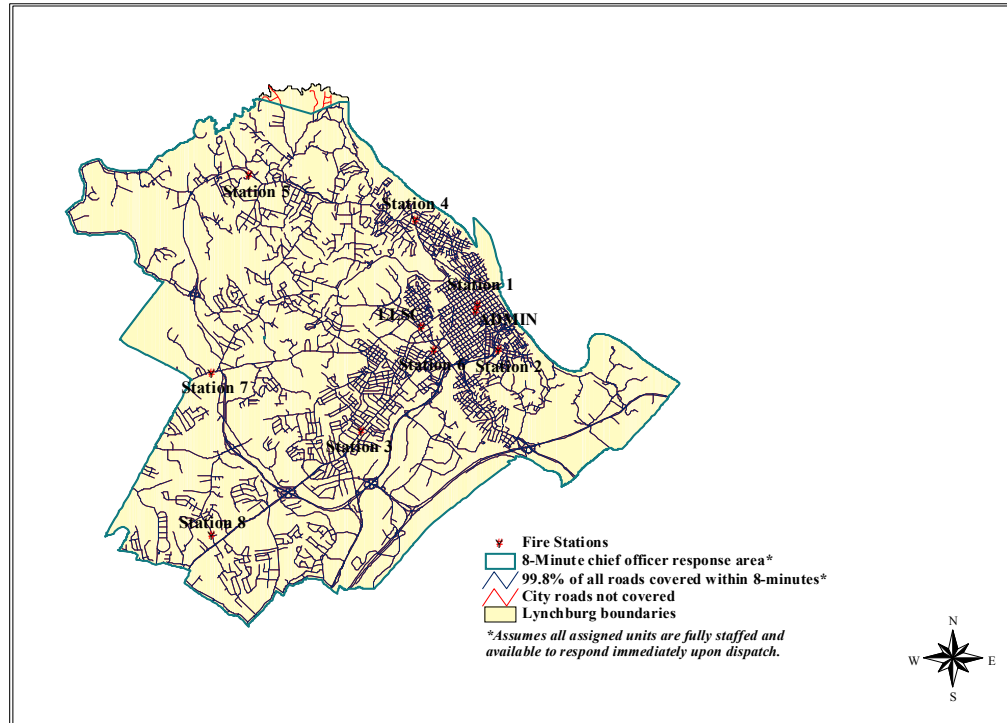 Station 5
Station 4
Station 1
ADMIN
Station 6
Station 2
Station 7
Station 3
Station 8
Fire Stations
8-Minute chief officer response area*
99.8% of all roads covered within 8-minutes*
City roads not covered
Lynchburg boundaries
*Assumes all assigned units are fully staffed and
available to respond immediately upon dispatch.
N
W E
S